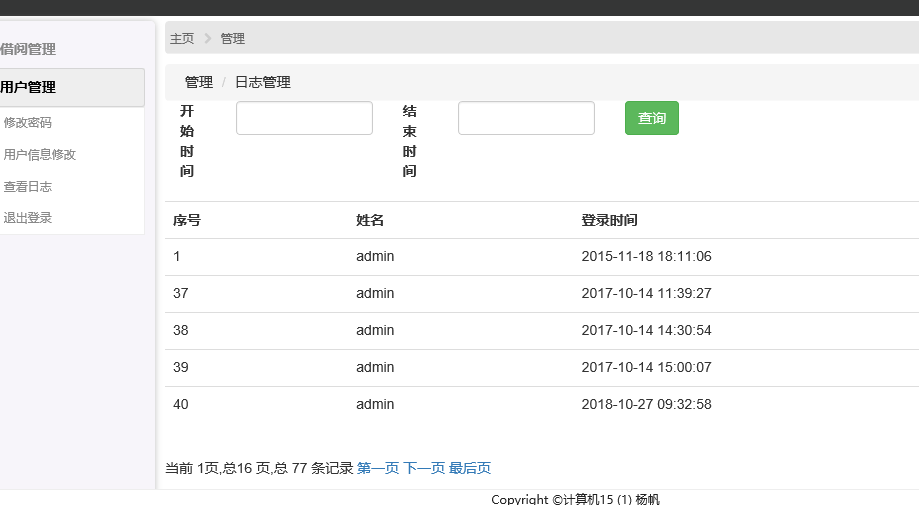 借阅管理
用户管理
修改密码
用户信息修改
查看日志
退出登录
主页 > 管理
管理 / 日志管理
开始时间
结束时间
查询
序号 姓名 登录时间
1 admin 2015-11-18 18:11:06
37 admin 2017-10-14 11:39:27
38 admin 2017-10-14 14:30:54
39 admin 2017-10-14 15:00:07
40 admin 2018-10-27 09:32:58
当前 1页,总16 页,总 77 条记录 第一页 下一页 最后页
Copyright ©计算机15 (1) 杨帆